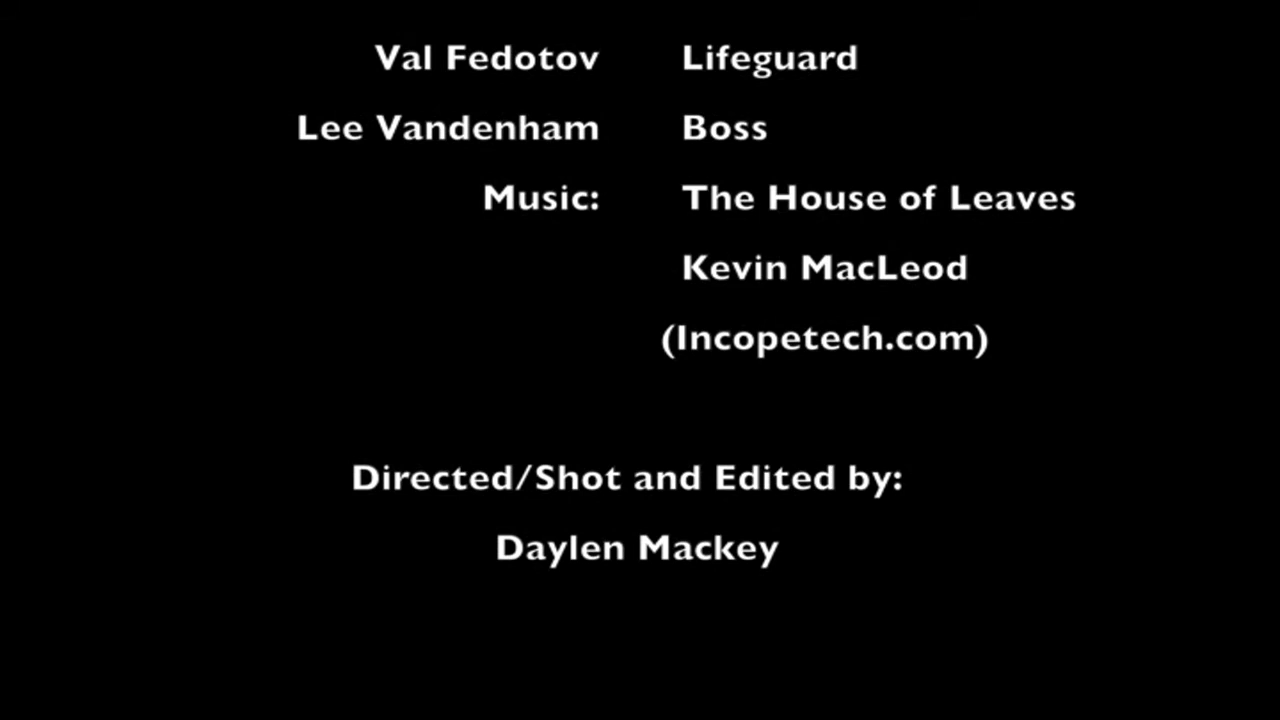 Val Fedotov Lifeguard
Lee Vandenham Boss
Music: The House of Leaves
Kevin MacLeod
(Incopetech.com)
Directed/Shot and Edited by:
Daylen Mackey